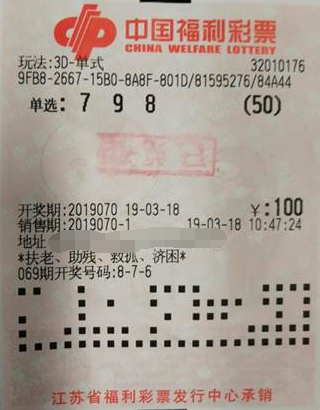 中国福利彩票
CHINA WELFARE LOTTERY
玩法:3D-单式 32010176
9FB8-2667-15B0-8A8F-801D/81595276/84A44
单选: 7 9 8 (50)
开奖期:2019070 19-03-18 ¥:100
销售期:2019070-1 19-03-18 10:47:24
地址
*扶老、助残、救孤、济困*
069期开奖号码:8-7-6
江苏省福利彩票发行中心承销